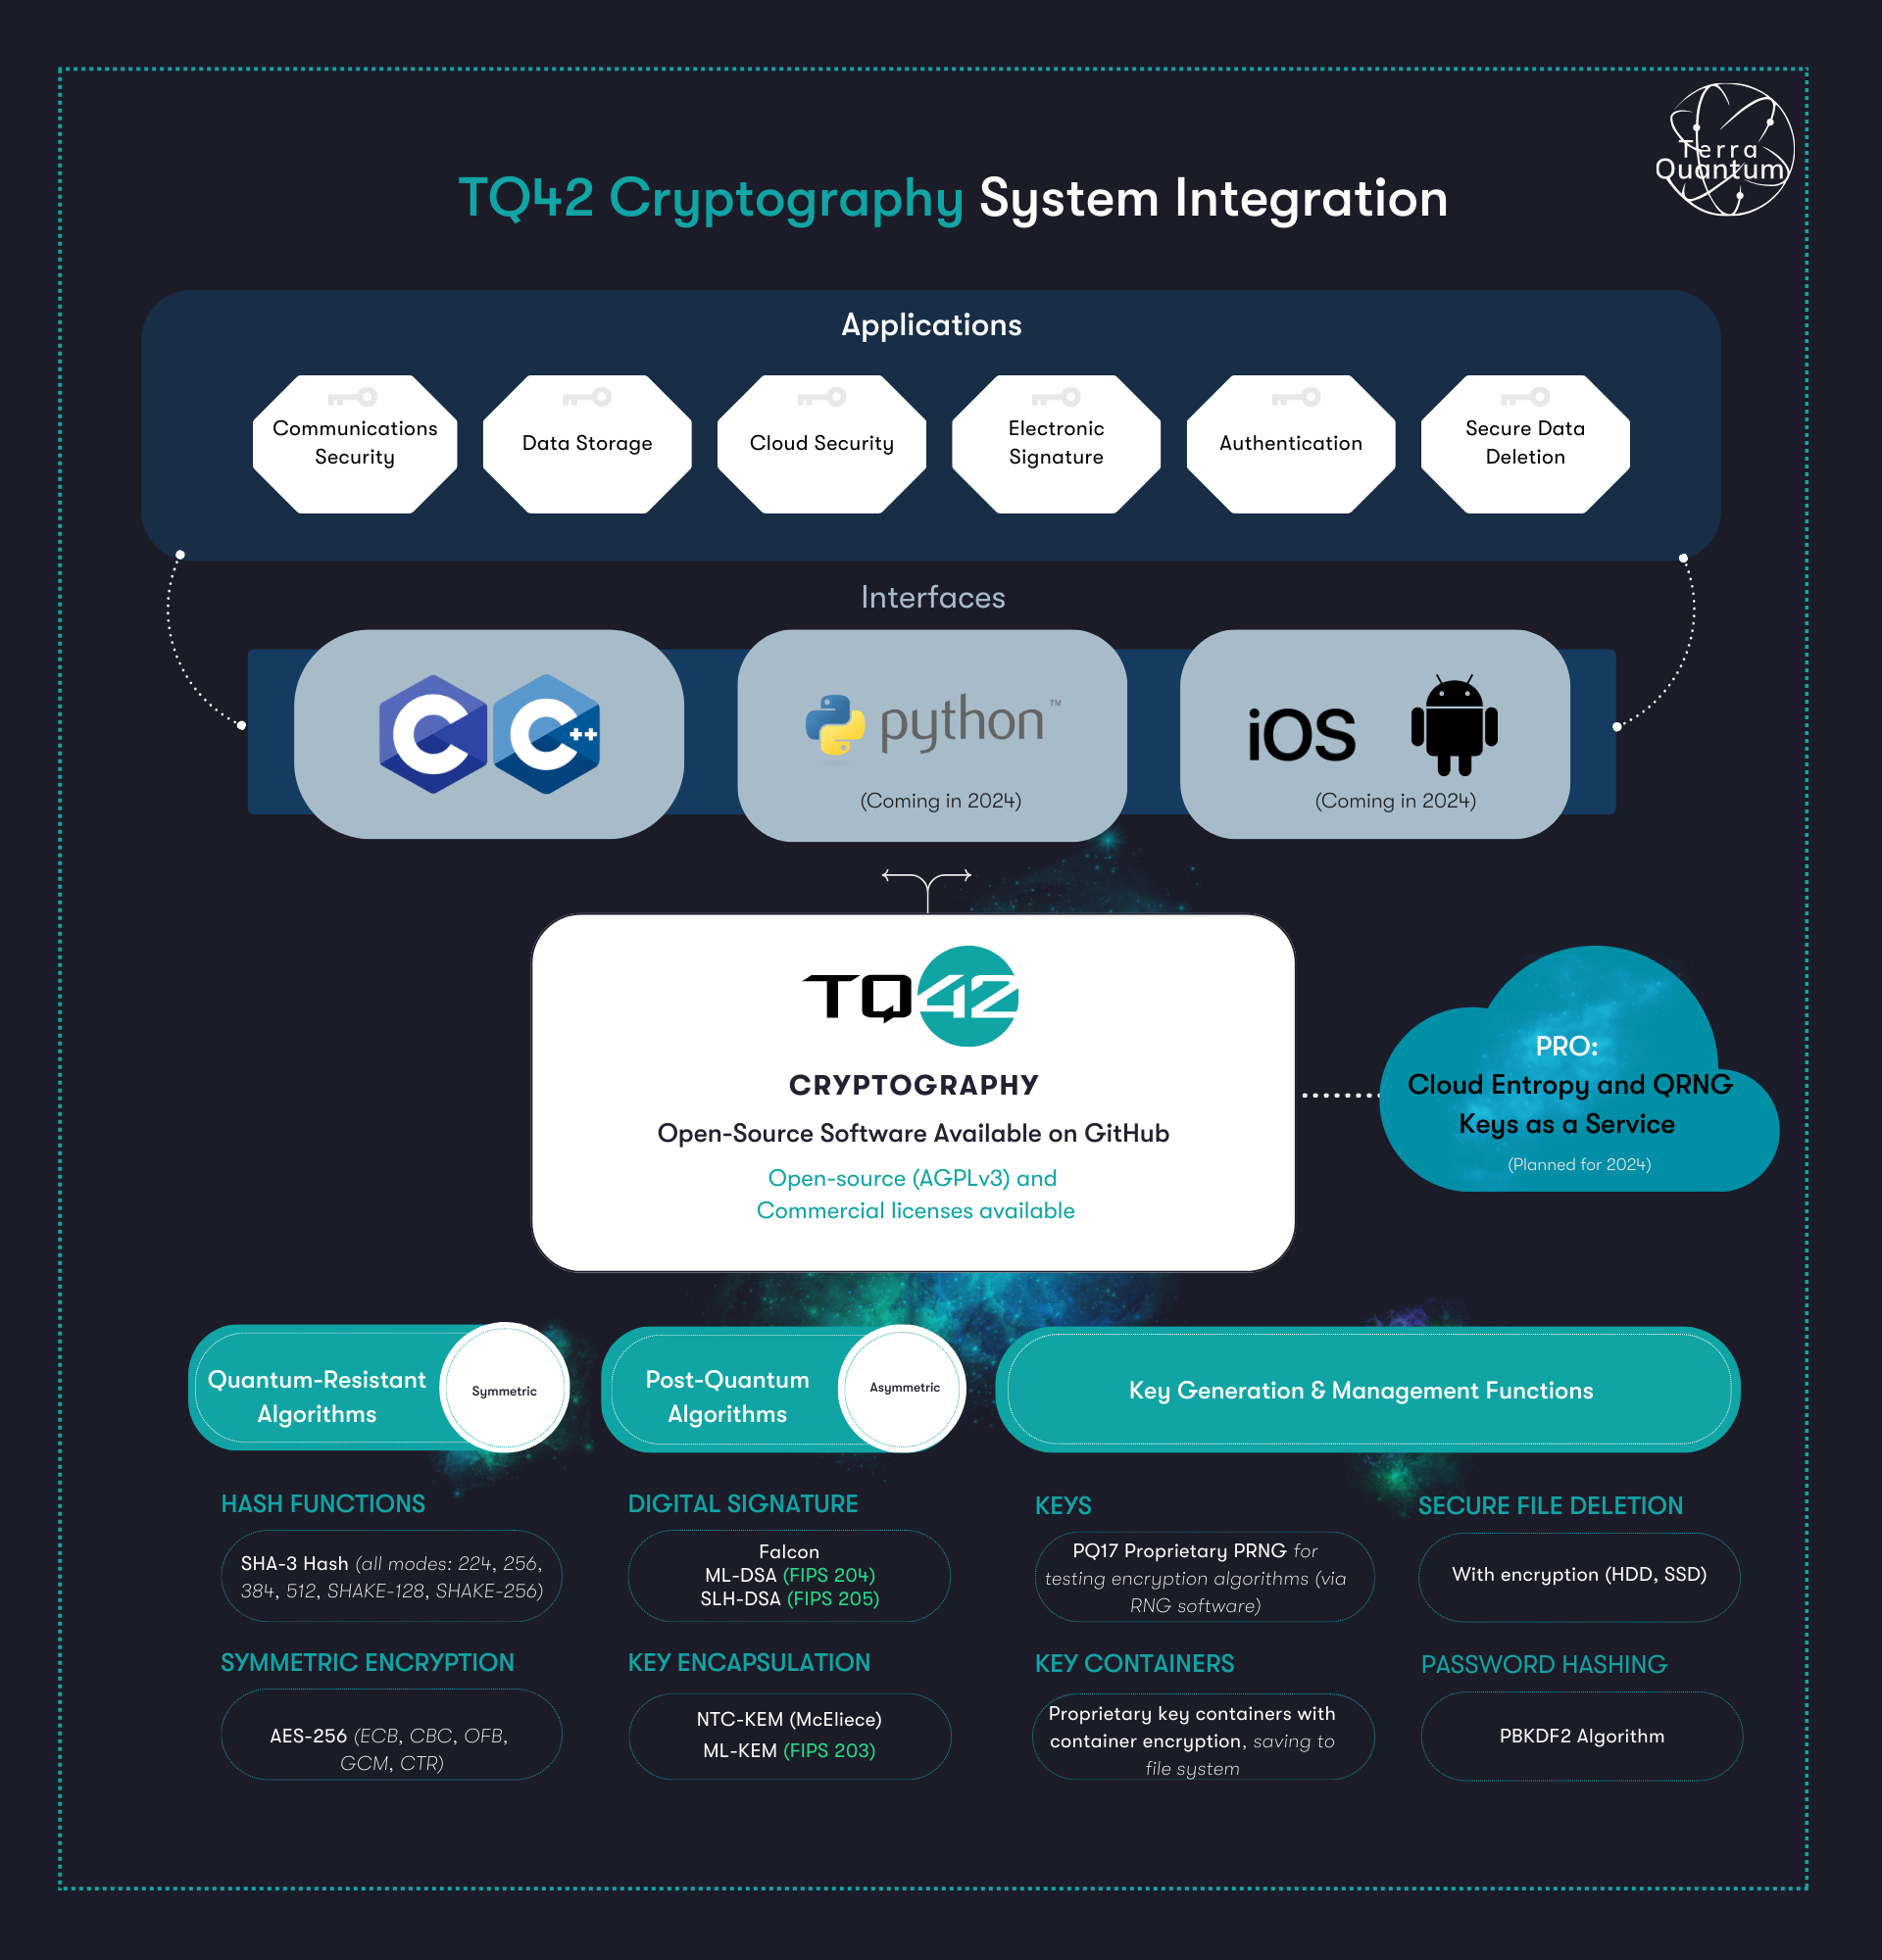 Terra
Quantum
TQ42 Cryptography System Integration
Applications
Communications
Security
Data Storage
Cloud Security
Electronic
Signature
Authentication
Secure Data
Deletion
Interfaces
C C++
python™
(Coming in 2024)
iOS
(Coming in 2024)
TQ42
CRYPTOGRAPHY
Open-Source Software Available on GitHub
Open-source (AGPLv3) and
Commercial licenses available
PRO:
Cloud Entropy and QRNG
Keys as a Service
(Planned for 2024)
Quantum-Resistant
Algorithms
Symmetric
Post-Quantum
Algorithms
Asymmetric
Key Generation & Management Functions
HASH FUNCTIONS
SHA-3 Hash (all modes: 224, 256,
384, 512, SHAKE-128, SHAKE-256)
SYMMETRIC ENCRYPTION
AES-256 (ECB, CBC, OFB,
GCM, CTR)
DIGITAL SIGNATURE
Falcon
ML-DSA (FIPS 204)
SLH-DSA (FIPS 205)
KEY ENCAPSULATION
NTC-KEM (McEliece)
ML-KEM (FIPS 203)
KEYS
PQ17 Proprietary PRNG for
testing encryption algorithms (via
RNG software)
KEY CONTAINERS
Proprietary key containers with
container encryption, saving to
file system
SECURE FILE DELETION
With encryption (HDD, SSD)
PASSWORD HASHING
PBKDF2 Algorithm